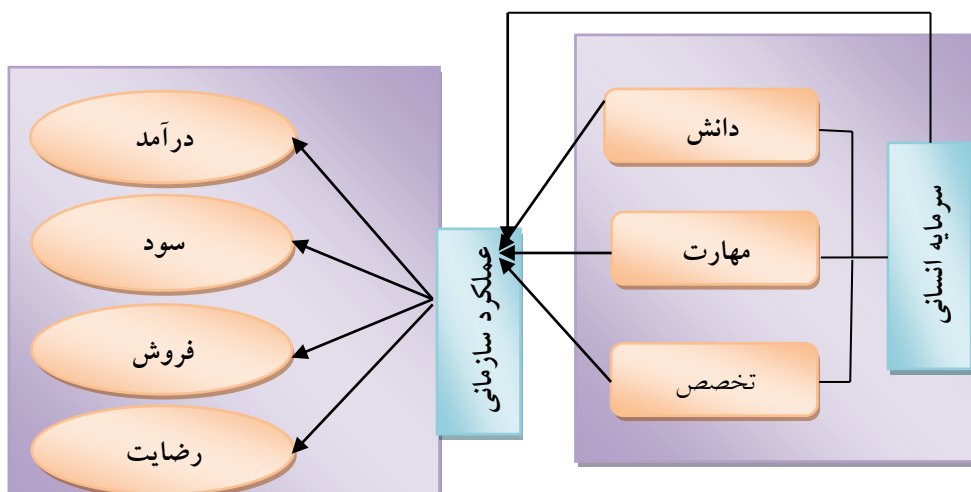 سرمایه انسانی
دانش
مهارت
تخصص
عملکرد سازمانی
درآمد
سود
فروش
رضایت